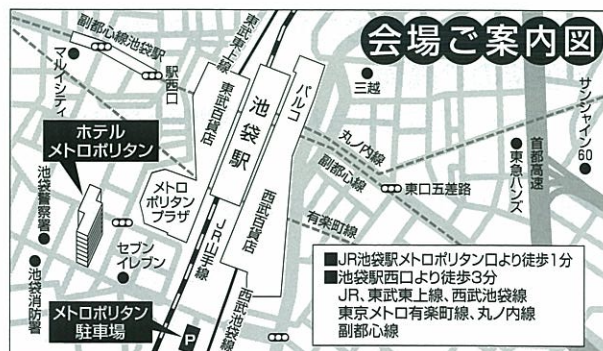 会場ご案内図
副都心線池袋駅
マルイシティ
駅西口
東武東上線
東武百貨店
池袋駅
パルコ
三越
サンシャイン60
首都高速
東急ハンズ
丸ノ内線
副都心線
東口五差路
有楽町線
ホテル
メトロポリタン
メトロ
ポリタン
プラザ
西武百貨店
JR山手線
池袋警察署
セブン
イレブン
池袋消防署
メトロポリタン
駐車場
P
西武池袋線
■JR池袋駅メトロポリタン口より徒歩1分
■池袋駅西口より徒歩3分
JR、東武東上線、西武池袋線
東京メトロ有楽町線、丸ノ内線
副都心線